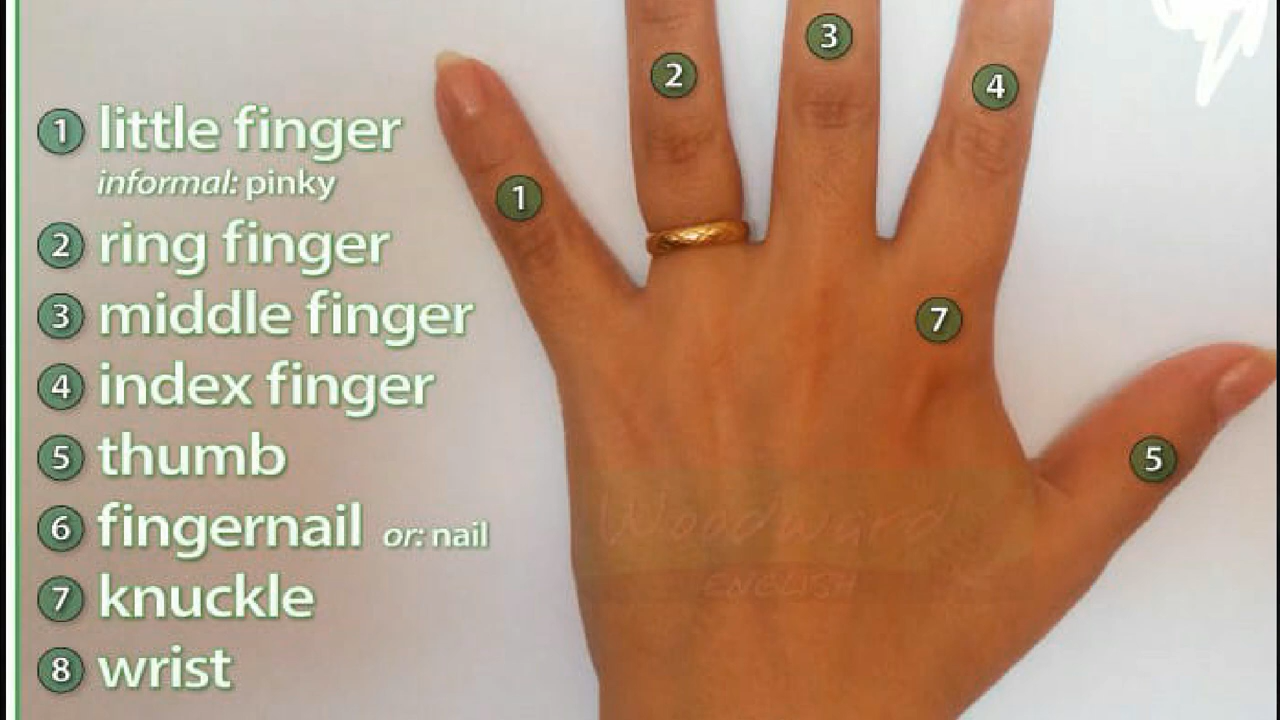 1 little finger
informal: pinky
2 ring finger
3 middle finger
4 index finger
5 thumb
6 fingernail or: nail
7 knuckle
8 wrist
3
2
4
1
7
5
Woodward
ENGLISH